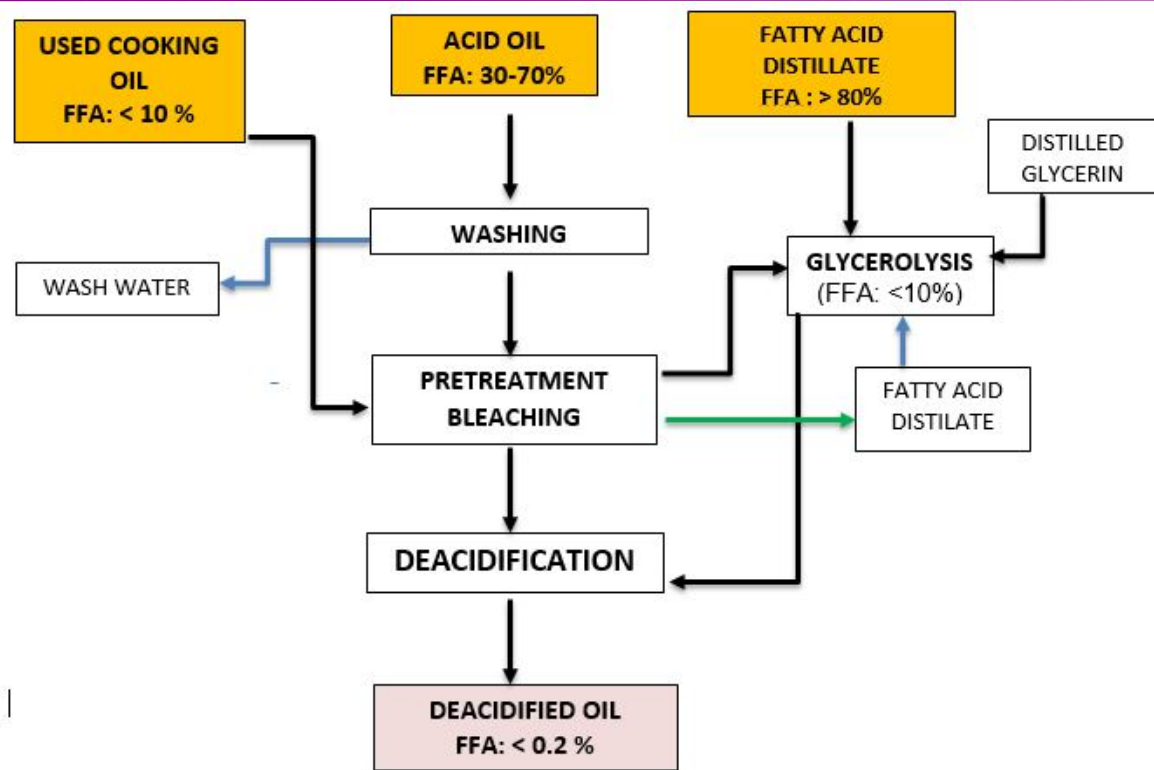 USED COOKING
OIL
FFA: < 10 %
ACID OIL
FFA: 30-70%
FATTY ACID
DISTILLATE
FFA : > 80%
DISTILLED
GLYCERIN
WASHING
GLYCEROLYSIS
(FFA: <10%)
WASH WATER
PRETREATMENT
BLEACHING
FATTY ACID
DISTILATE
DEACIDIFICATION
DEACIDIFIED OIL
FFA: < 0.2 %